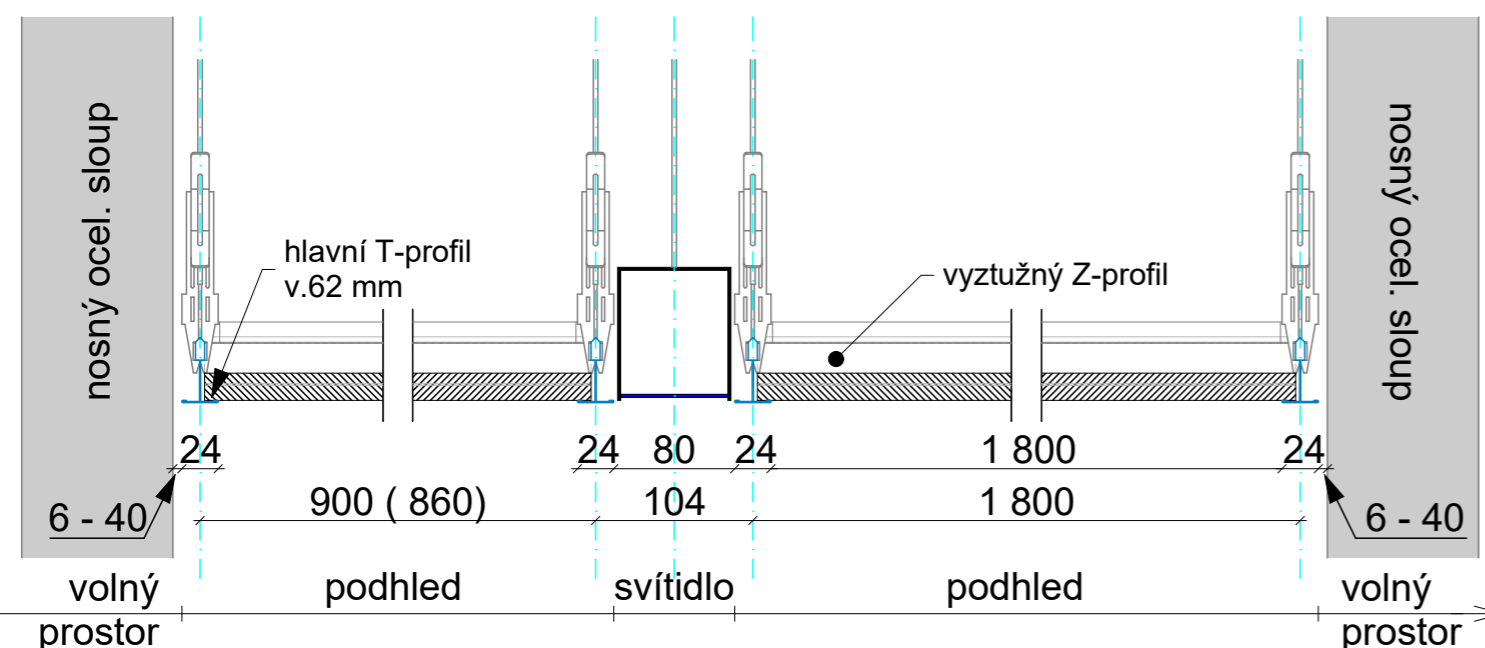 nosný ocel. sloup
nosný ocel. sloup
hlavní T-profil
v.62 mm
vyztužný Z-profil
24 24 80 24 1 800 24
6 - 40 900 ( 860) 104 1 800 6 - 40
volný podhled svítidlo podhled volný
prostor prostor